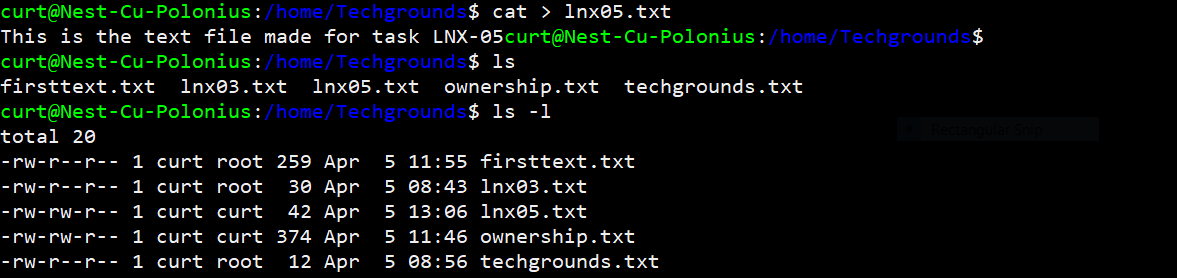 curt@Nest-Cu-Polonius:/home/Techgrounds$ cat > lnx05.txt
This is the text file made for task LNX-05curt@Nest-Cu-Polonius:/home/Techgrounds$
curt@Nest-Cu-Polonius:/home/Techgrounds$ ls
firsttext.txt  lnx03.txt  lnx05.txt  ownership.txt  techgrounds.txt
curt@Nest-Cu-Polonius:/home/Techgrounds$ ls -l
total 20
Rectangular Snip
-rw-r--r-- 1 curt root 259 Apr  5 11:55 firsttext.txt
-rw-r--r-- 1 curt root  30 Apr  5 08:43 lnx03.txt
-rw-rw-r-- 1 curt curt  42 Apr  5 13:06 lnx05.txt
-rw-rw-r-- 1 curt curt 374 Apr  5 11:46 ownership.txt
-rw-r--r-- 1 curt root  12 Apr  5 08:56 techgrounds.txt